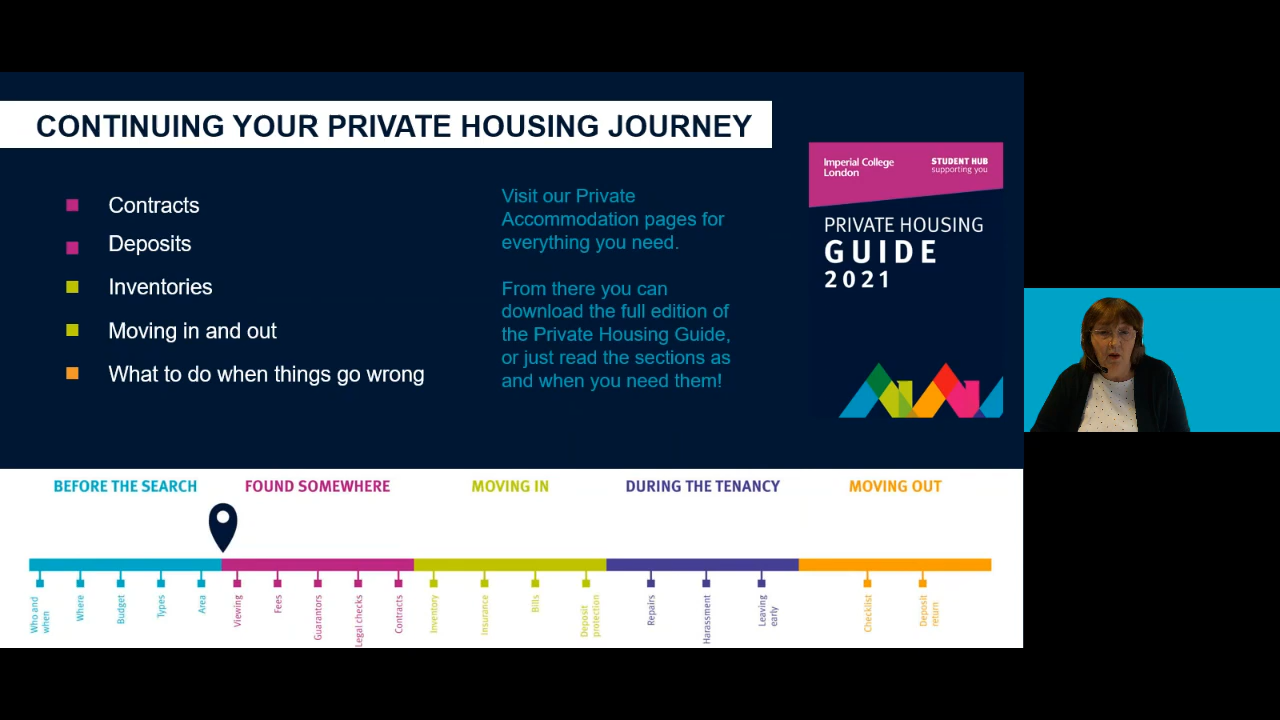 CONTINUING YOUR PRIVATE HOUSING JOURNEY
Contracts
Deposits
Inventories
Moving in and out
What to do when things go wrong
Visit our Private
Accommodation pages for
everything you need.
From there you can
download the full edition of
the Private Housing Guide,
or just read the sections as
and when you need them!
Imperial College
London
STUDENT HUB
supporting you
PRIVATE HOUSING
GUIDE
2021
BEFORE THE SEARCH
FOUND SOMEWHERE
MOVING IN
DURING THE TENANCY
MOVING OUT
Who and
when
Where
Budget
Types
Area
Viewing
Fees
Guarantors
Legal checks
Contracts
Inventory
Insurance
Bills
Deposit
protection
Repairs
Harassment
Leaving
early
Checklist
Deposit
return